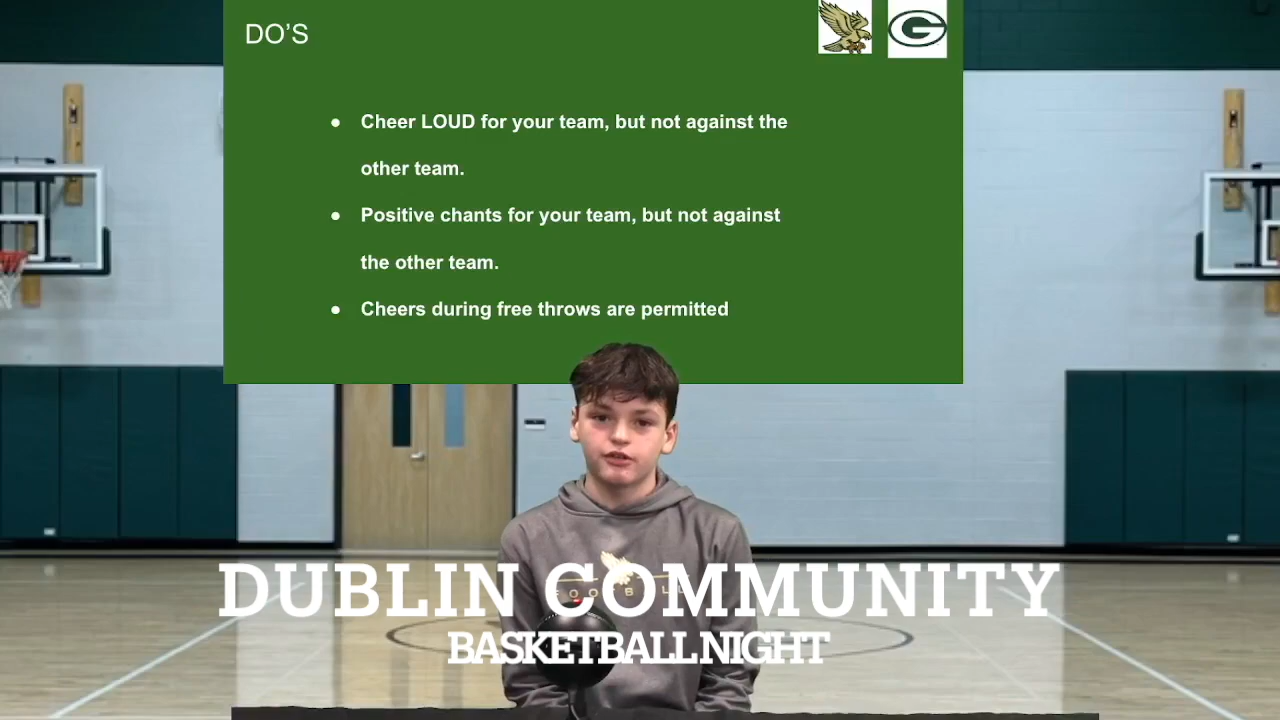 DO’S
G
● Cheer LOUD for your team, but not against the
other team.
● Positive chants for your team, but not against
the other team.
● Cheers during free throws are permitted
FOOTBALL
DUBLIN COMMUNITY
BASKETBALL NIGHT